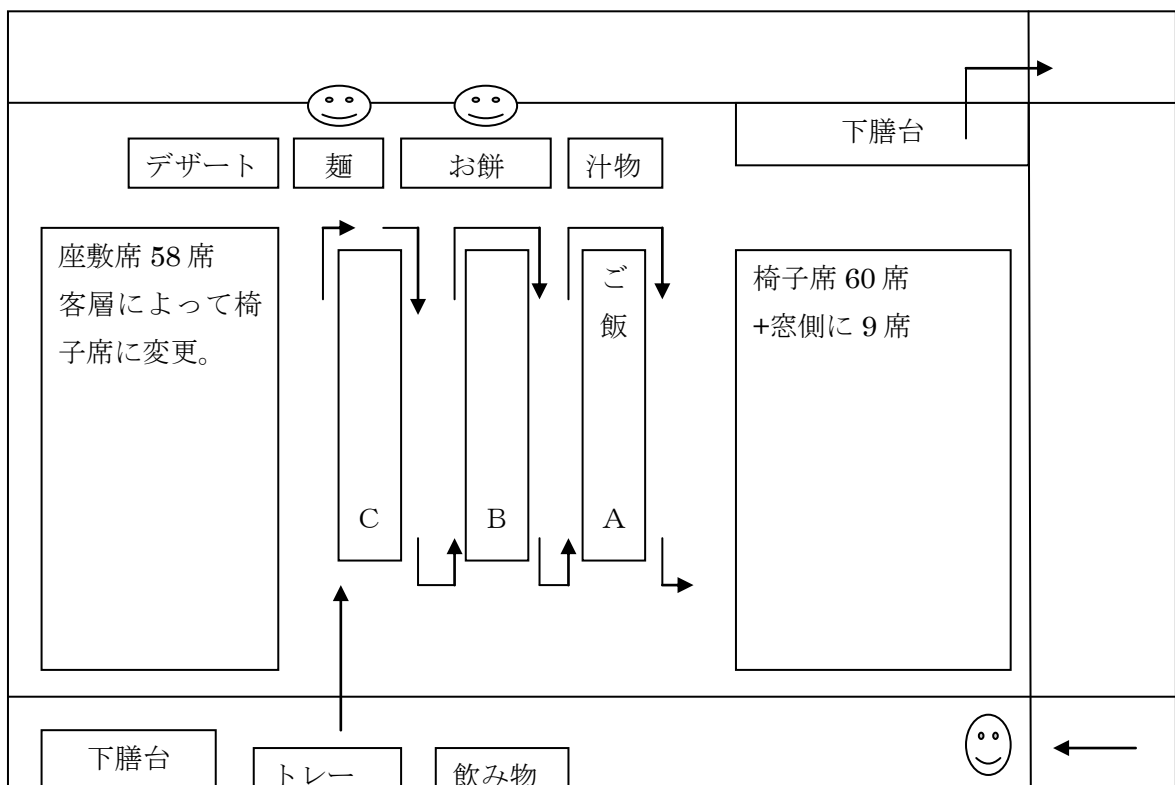 下膳台
デザート
麺
お餅
汁物
座敷席 58 席
客層によって椅
子席に変更。
ご飯
C
B
A
椅子席 60 席
+窓側に 9 席
下膳台
トレー
飲み物